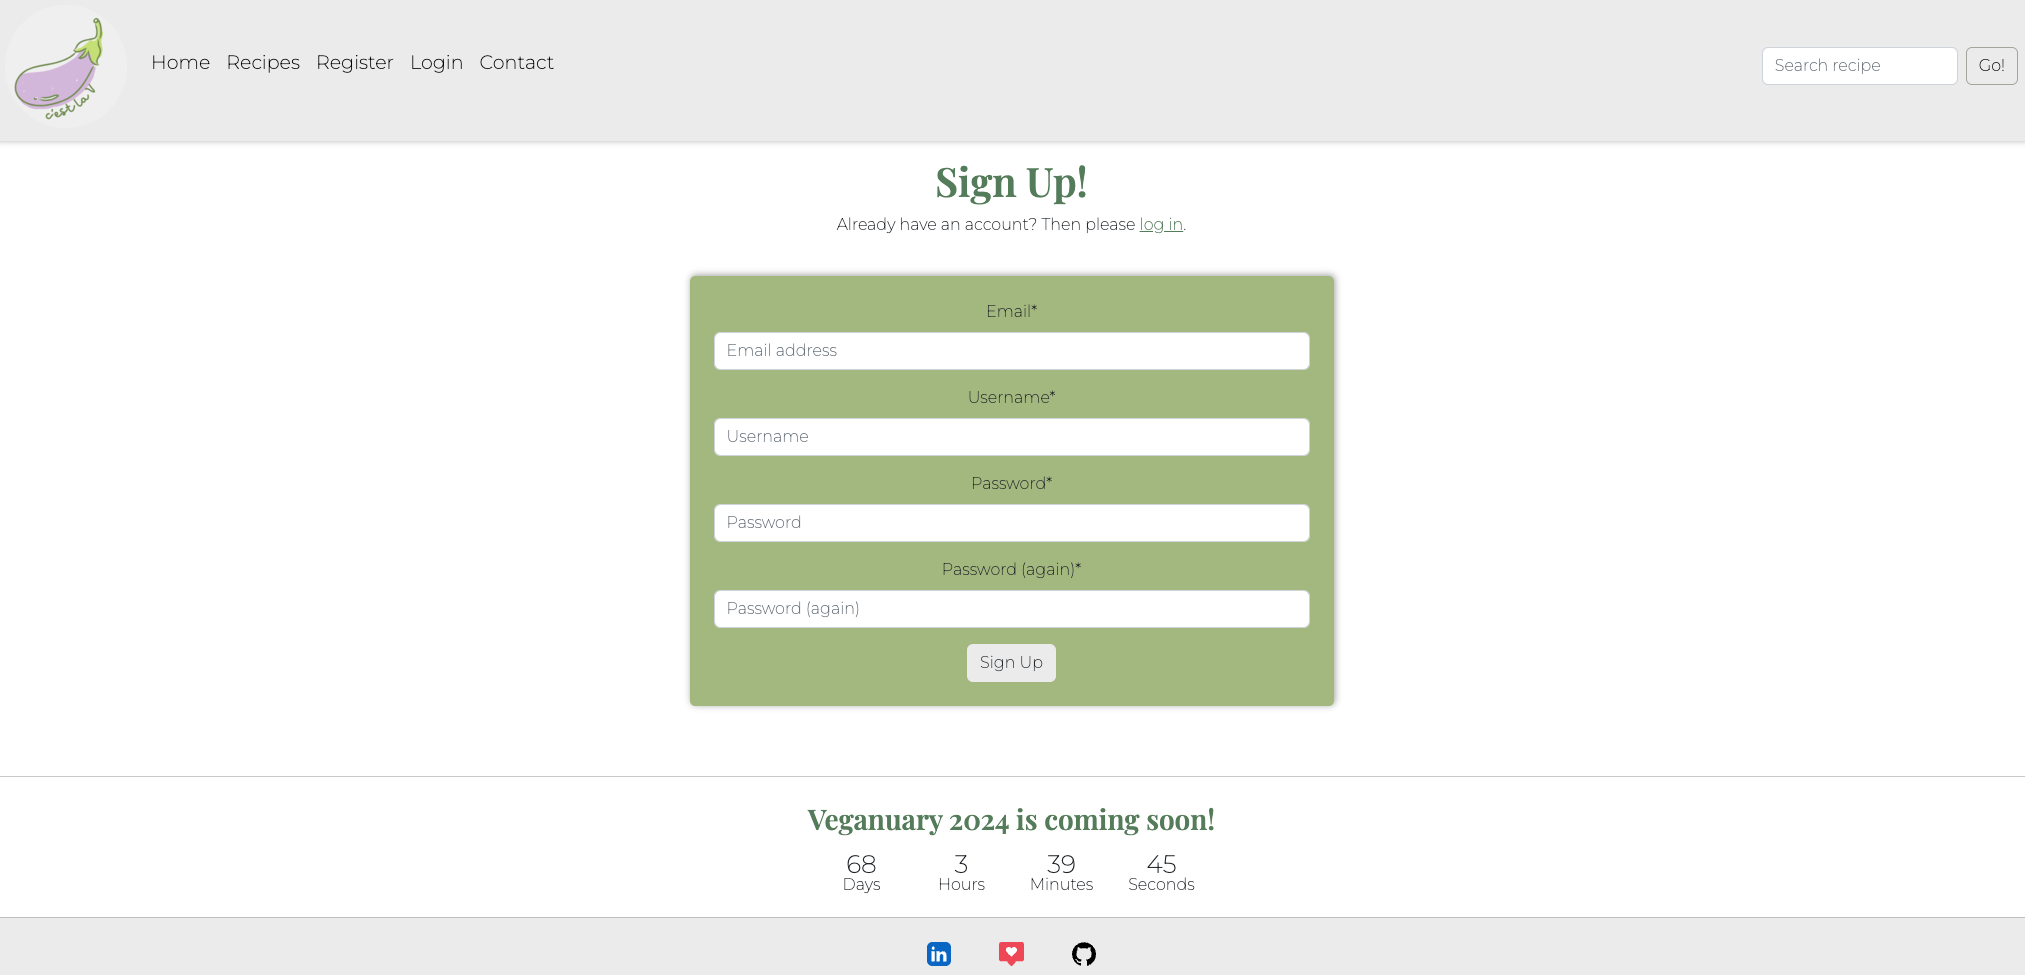 c'est la V
Home Recipes Register Login Contact
Search recipe Go!
Sign Up!
Already have an account? Then please log in.
Email*
Email address
Username*
Username
Password*
Password
Password (again)*
Password (again)
Sign Up
Veganuary 2024 is coming soon!
68 3 39 45
Days Hours Minutes Seconds
in